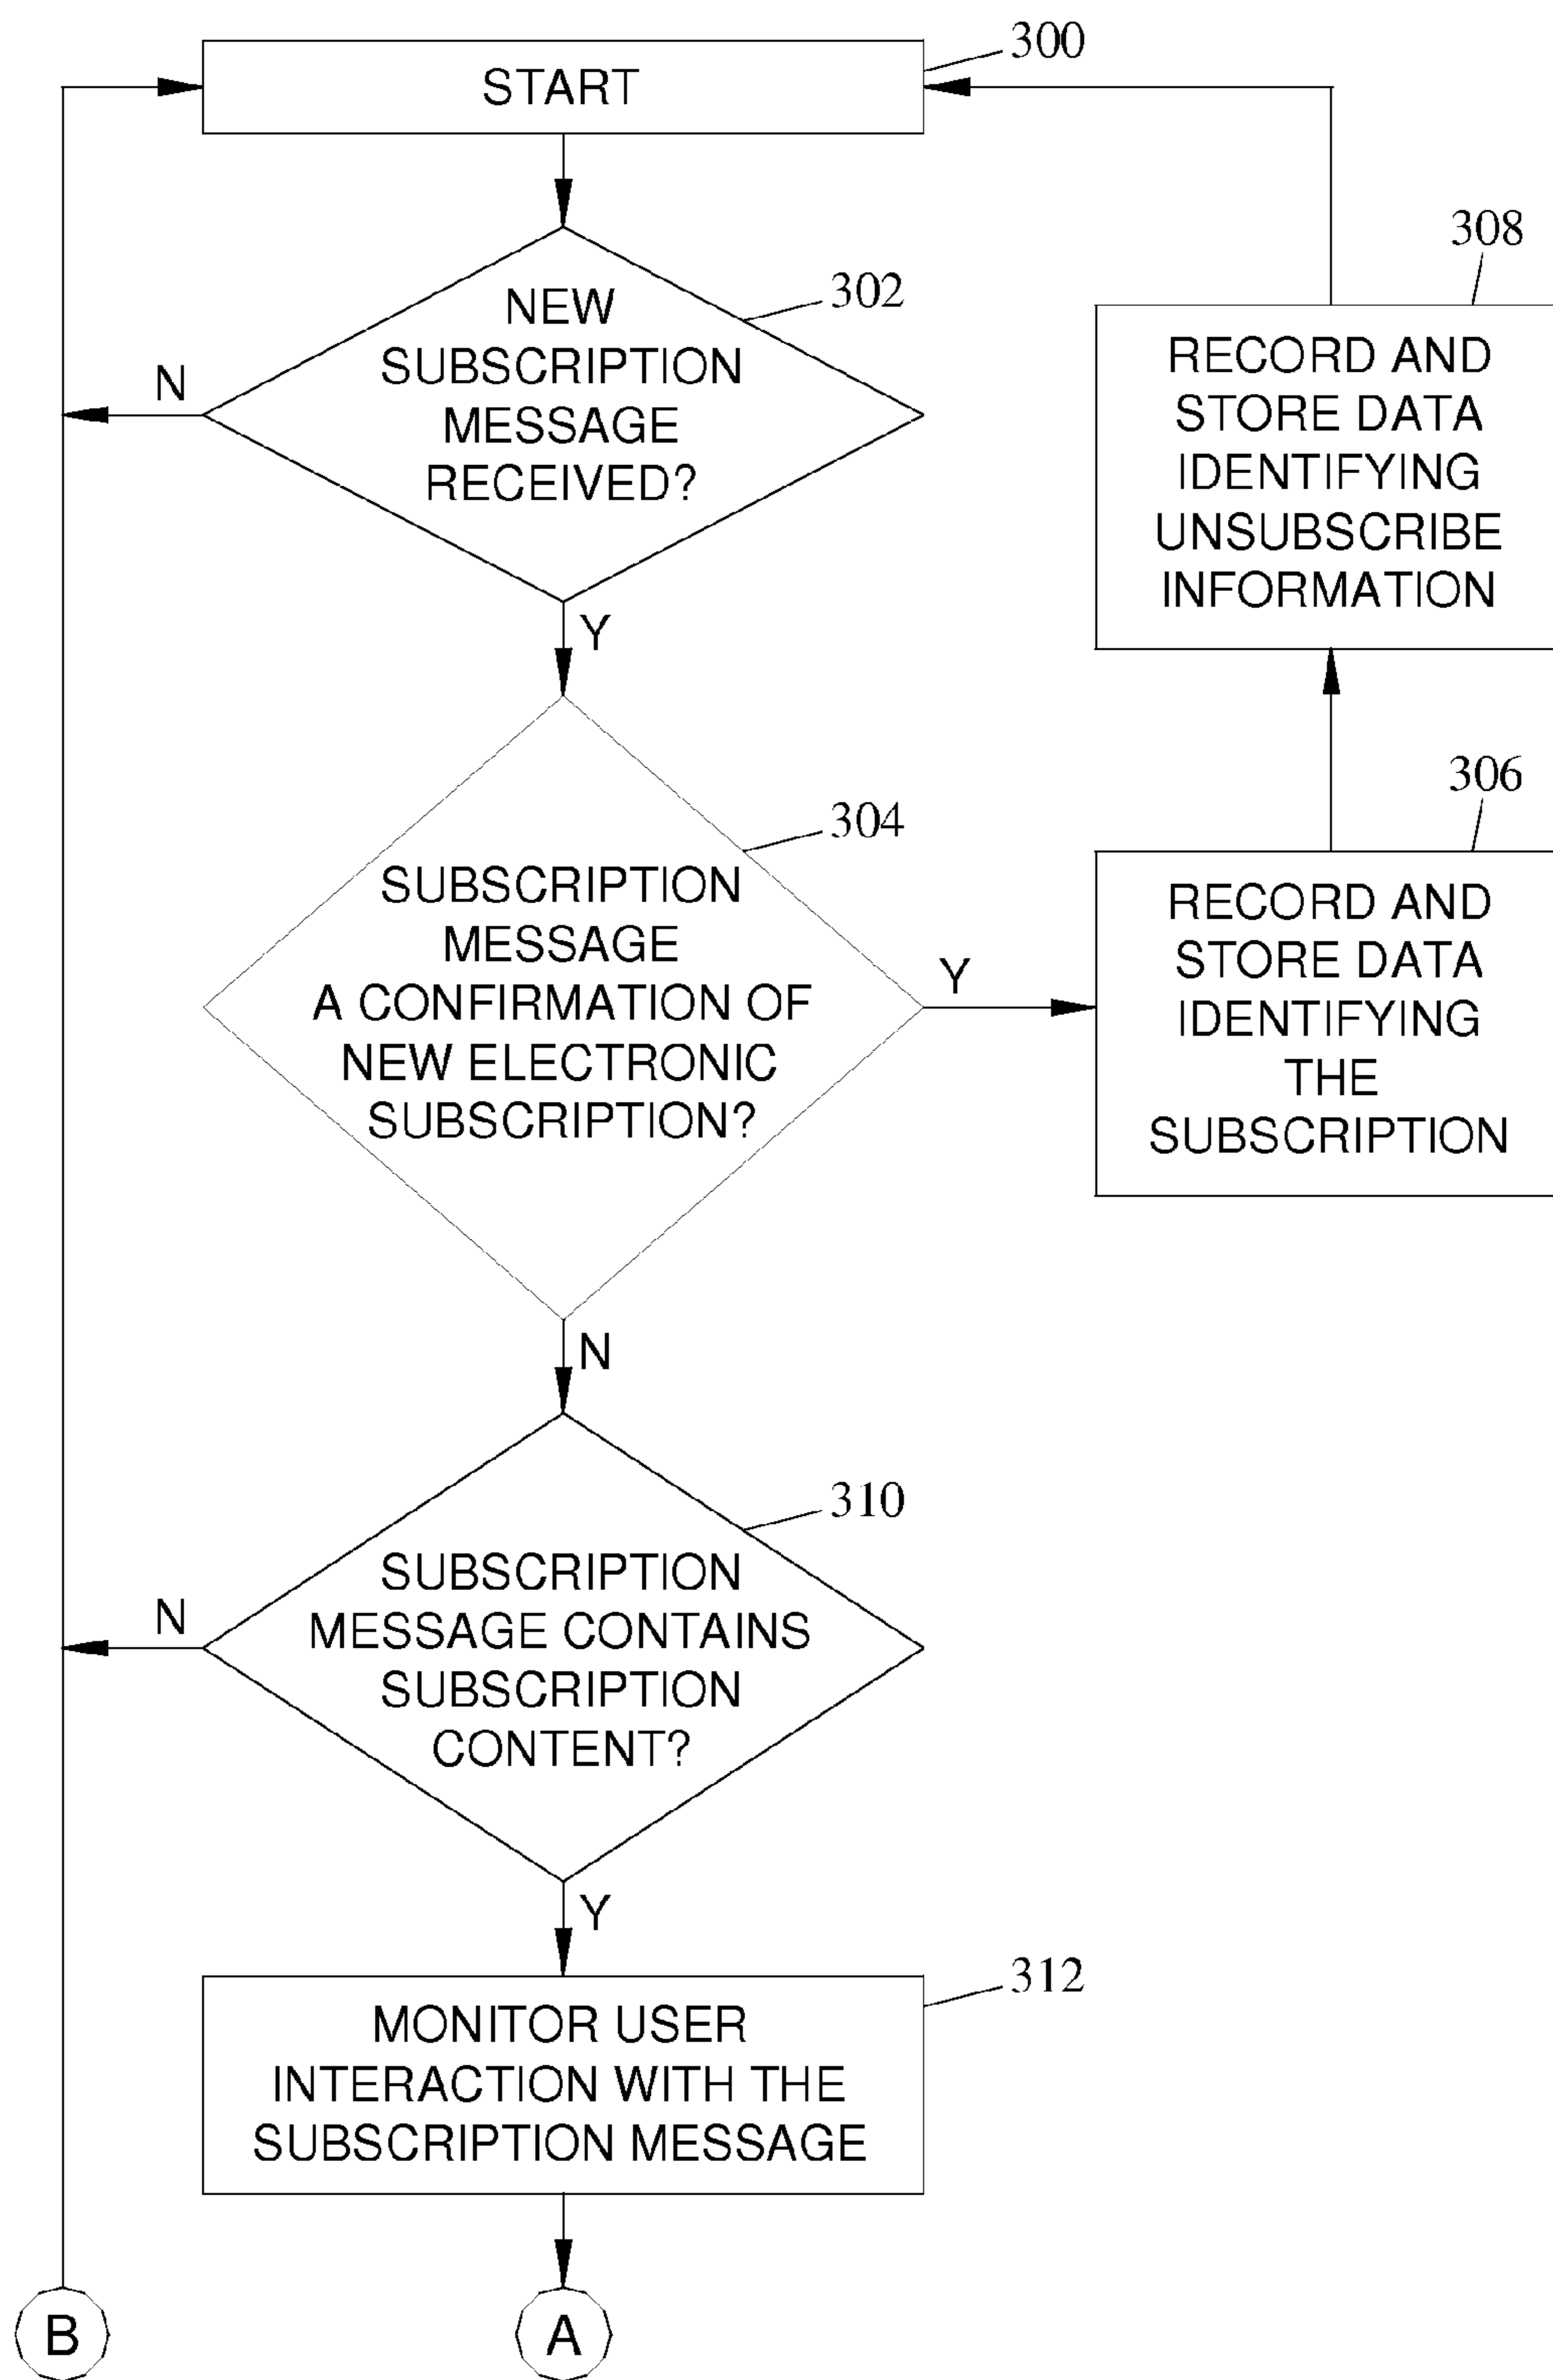 300
START
302
NEW
SUBSCRIPTION
MESSAGE
RECEIVED?
N
Y
308
RECORD AND
STORE DATA
IDENTIFYING
UNSUBSCRIBE
INFORMATION
304
SUBSCRIPTION
MESSAGE
A CONFIRMATION OF
NEW ELECTRONIC
SUBSCRIPTION?
Y
N
306
RECORD AND
STORE DATA
IDENTIFYING
THE
SUBSCRIPTION
310
SUBSCRIPTION
MESSAGE CONTAINS
SUBSCRIPTION
CONTENT?
N
Y
312
MONITOR USER
INTERACTION WITH THE
SUBSCRIPTION MESSAGE
B
A